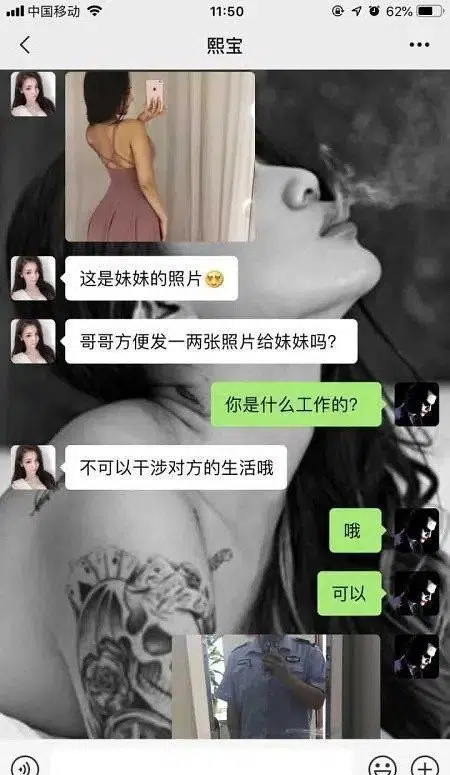 中国移动
11:50
62%
熙宝
这是妹妹的照片😍
哥哥方便发一两张照片给妹妹吗?
你是什么工作的?
不可以干涉对方的生活哦
哦
可以